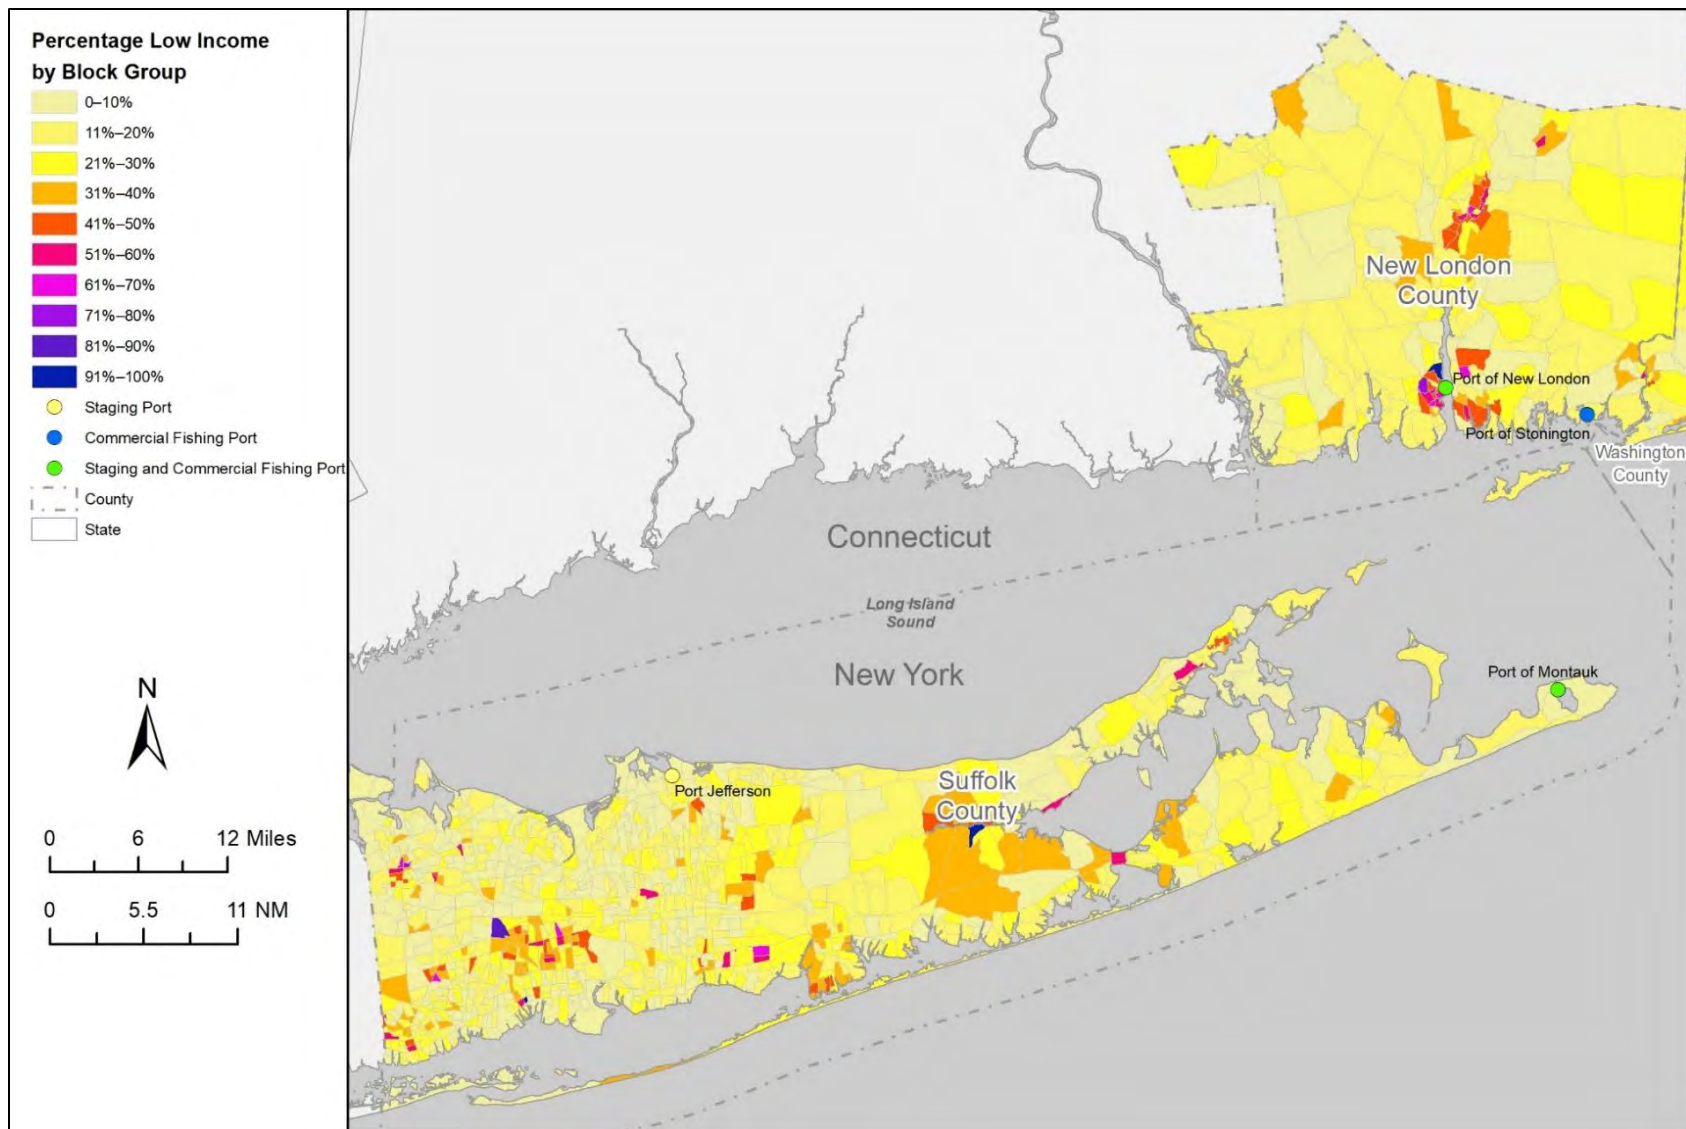 Percentage Low Income
by Block Group
0–10%
11%–20%
21%–30%
31%–40%
41%–50%
51%–60%
61%–70%
71%–80%
81%–90%
91%–100%
Staging Port
Commercial Fishing Port
Staging and Commercial Fishing Port
County
State
N
0 6 12 Miles
0 5.5 11 NM
New London
County
Port of New London
Port of Stonington
Washington
County
Connecticut
Long Island
Sound
New York
Port of Montauk
Suffolk
County
Port Jefferson